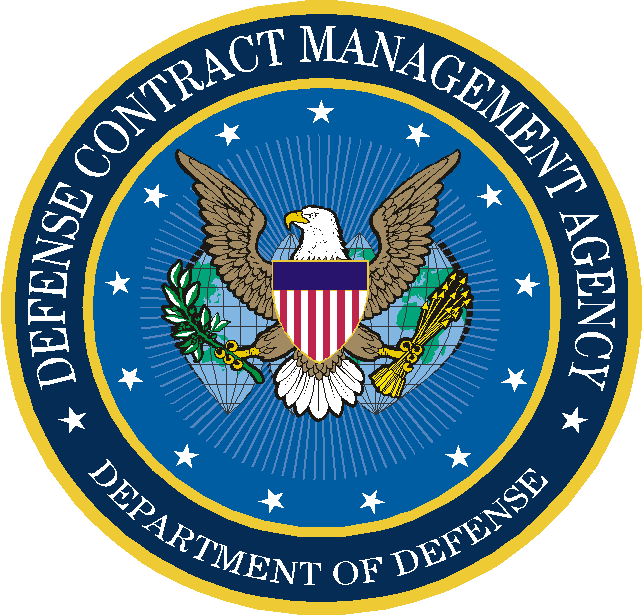 DEFENSE CONTRACT MANAGEMENT AGENCY
DEPARTMENT OF DEFENSE